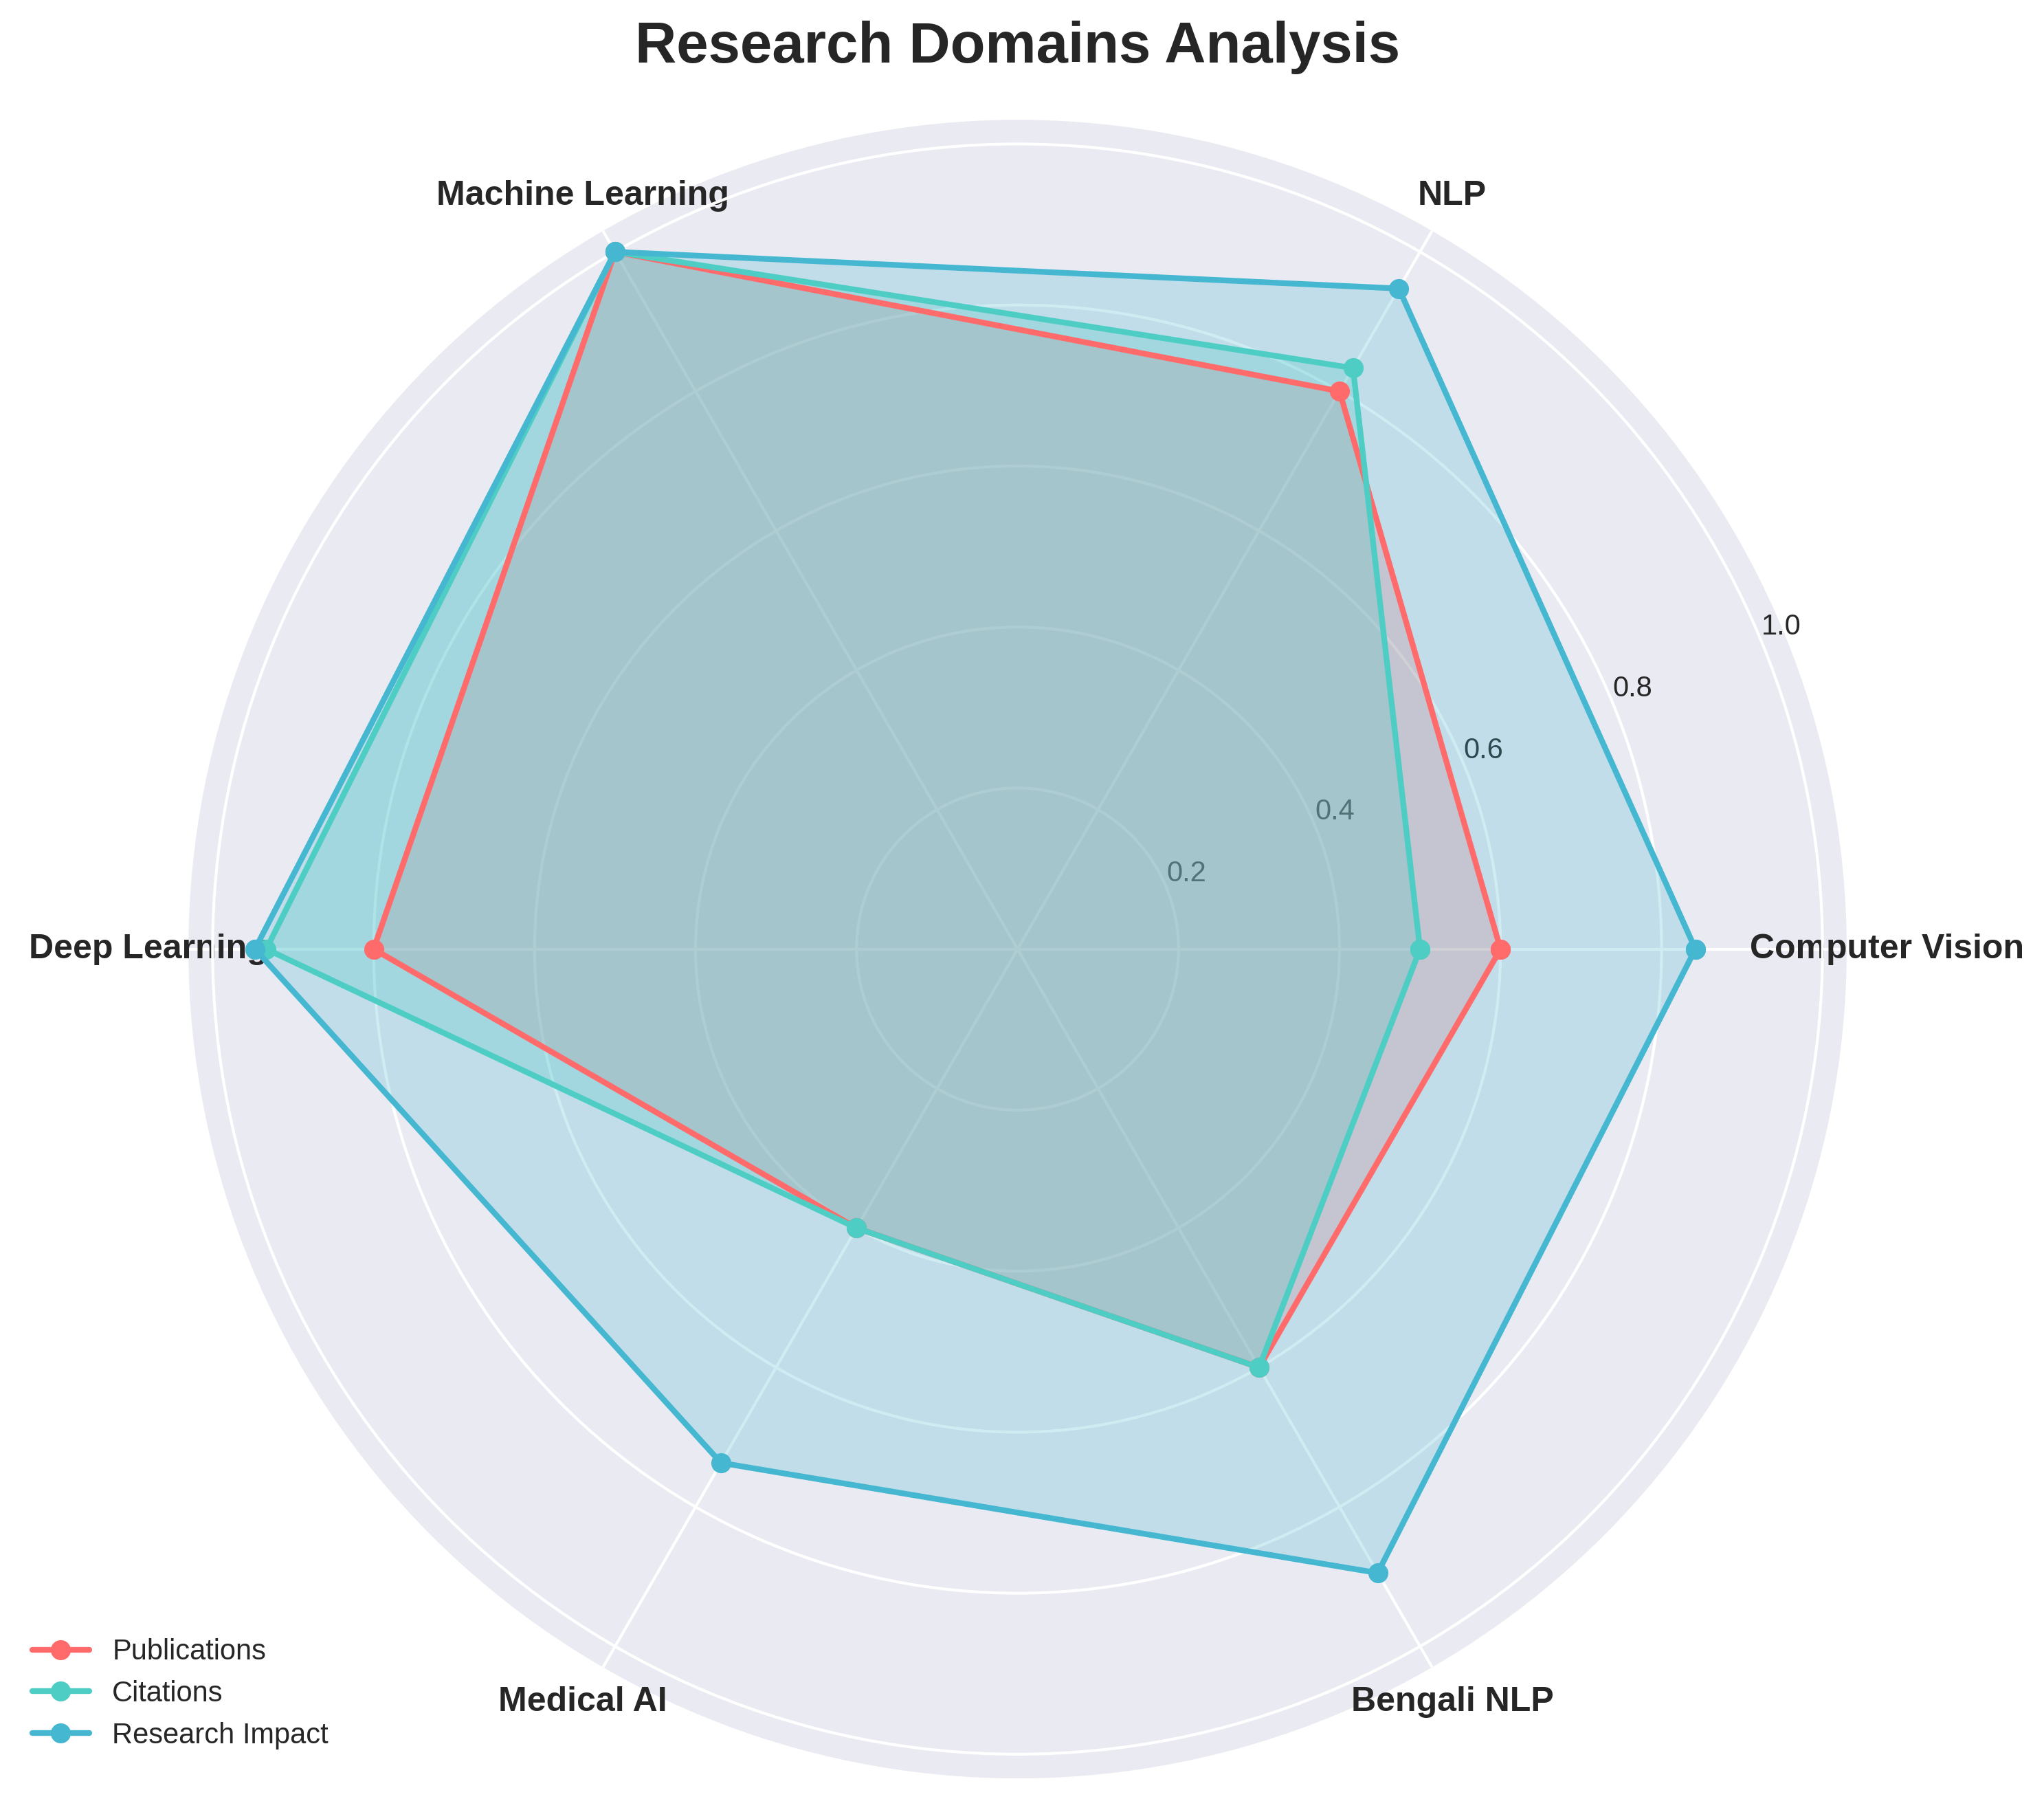 Research Domains Analysis
Machine Learning
NLP
1.0
0.8
0.6
0.4
0.2
Deep Learning
Computer Vision
Publications
Citations
Research Impact
Medical AI
Bengali NLP